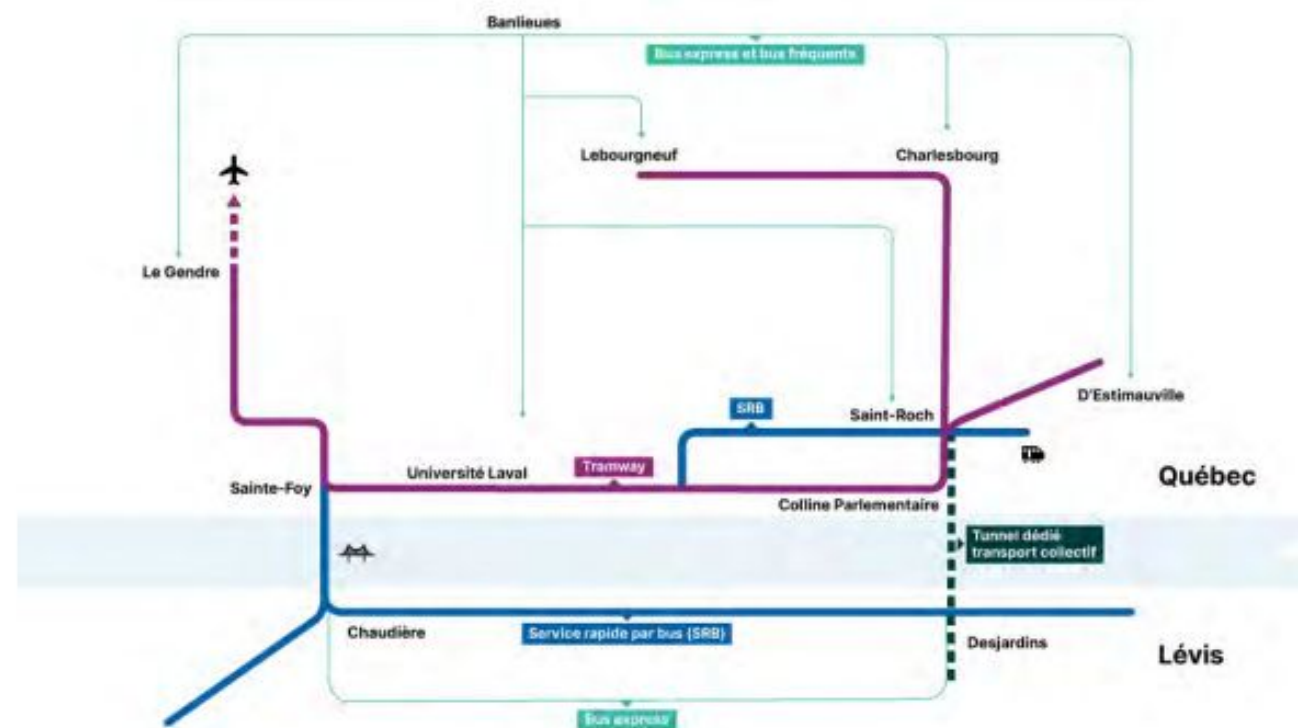 Banlieues
Bus express et bus fréquents
Lebourgneuf
Charlesbourg
Le Gendre
D'Estimauville
SRB
Saint-Roch
Université Laval
Tramway
Sainte-Foy
Colline Parlementaire
Québec
Tunnel dédié
transport collectif
Chaudière
Service rapide par bus (SRB)
Desjardins
Lévis
Bus express